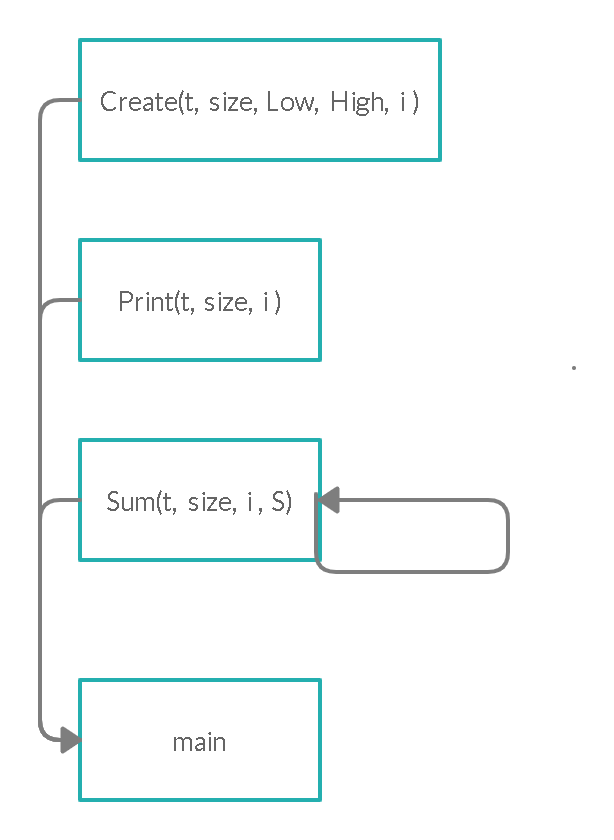 Create(t, size, Low, High, i )
Print(t, size, i )
Sum(t, size, i , S)
main